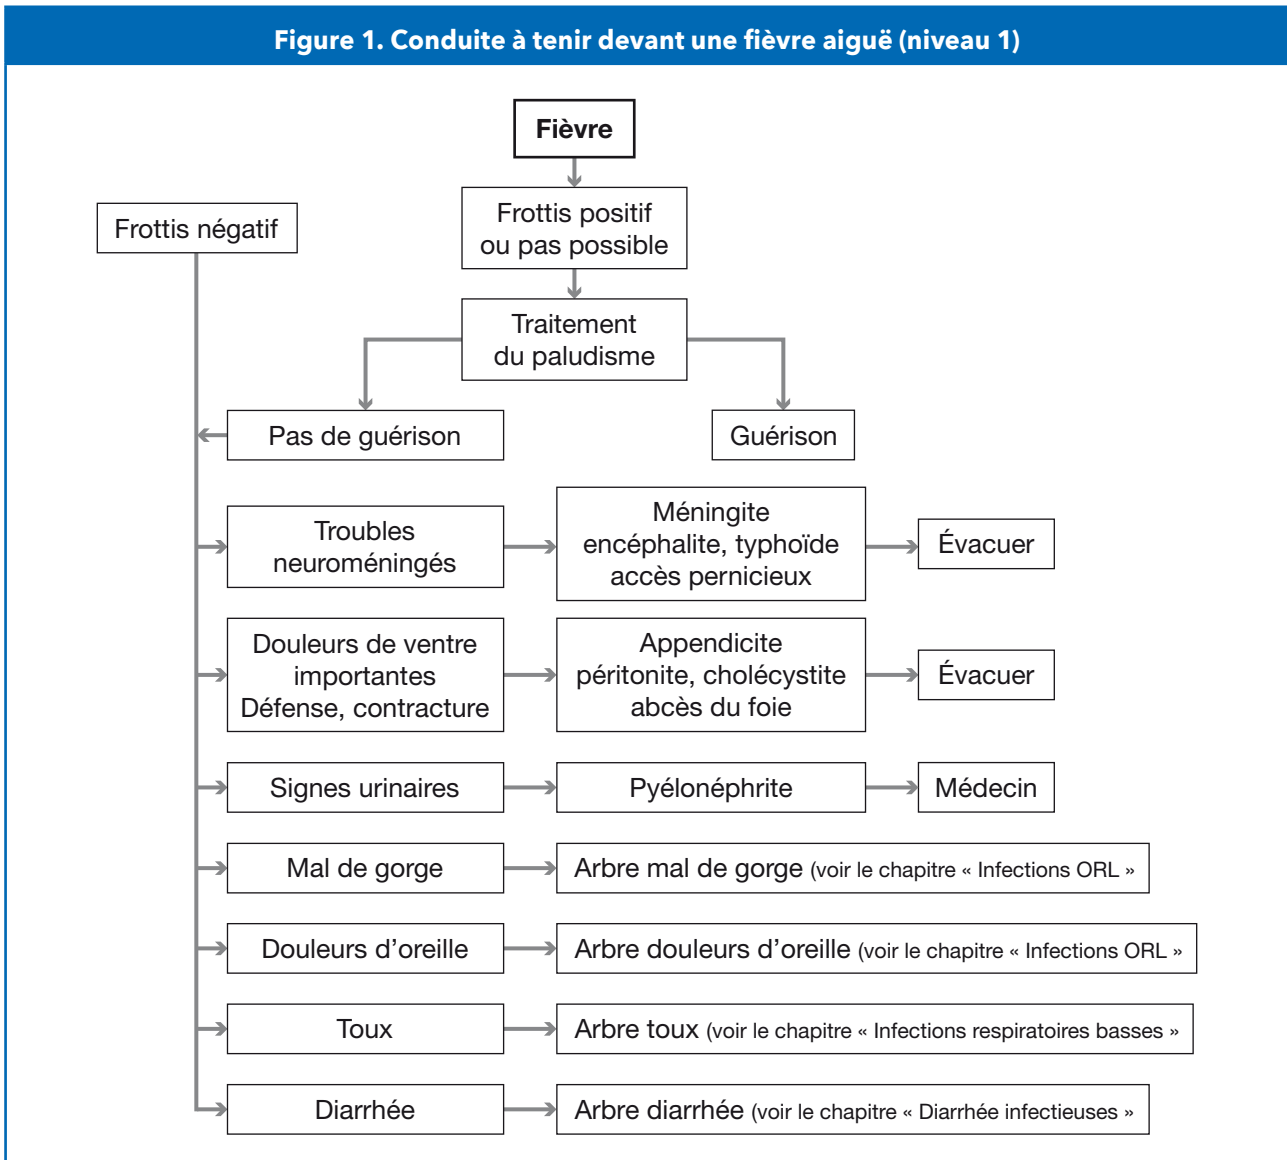 Figure 1. Conduite à tenir devant une fièvre aiguë (niveau 1)
Fièvre
Frottis négatif
Frottis positif
ou pas possible
Traitement
du paludisme
Pas de guérison
Guérison
Troubles
neuroméningés
Méningite
encéphalite, typhoïde
accès pernicieux
Évacuer
Douleurs de ventre
importantes
Défense, contracture
Appendicite
péritonite, cholécystite
abcès du foie
Évacuer
Signes urinaires
Pyélonéphrite
Médecin
Mal de gorge
Arbre mal de gorge (voir le chapitre « Infections ORL »
Douleurs d’oreille
Arbre douleurs d’oreille (voir le chapitre « Infections ORL »
Toux
Arbre toux (voir le chapitre « Infections respiratoires basses »
Diarrhée
Arbre diarrhée (voir le chapitre « Diarrhée infectieuses »